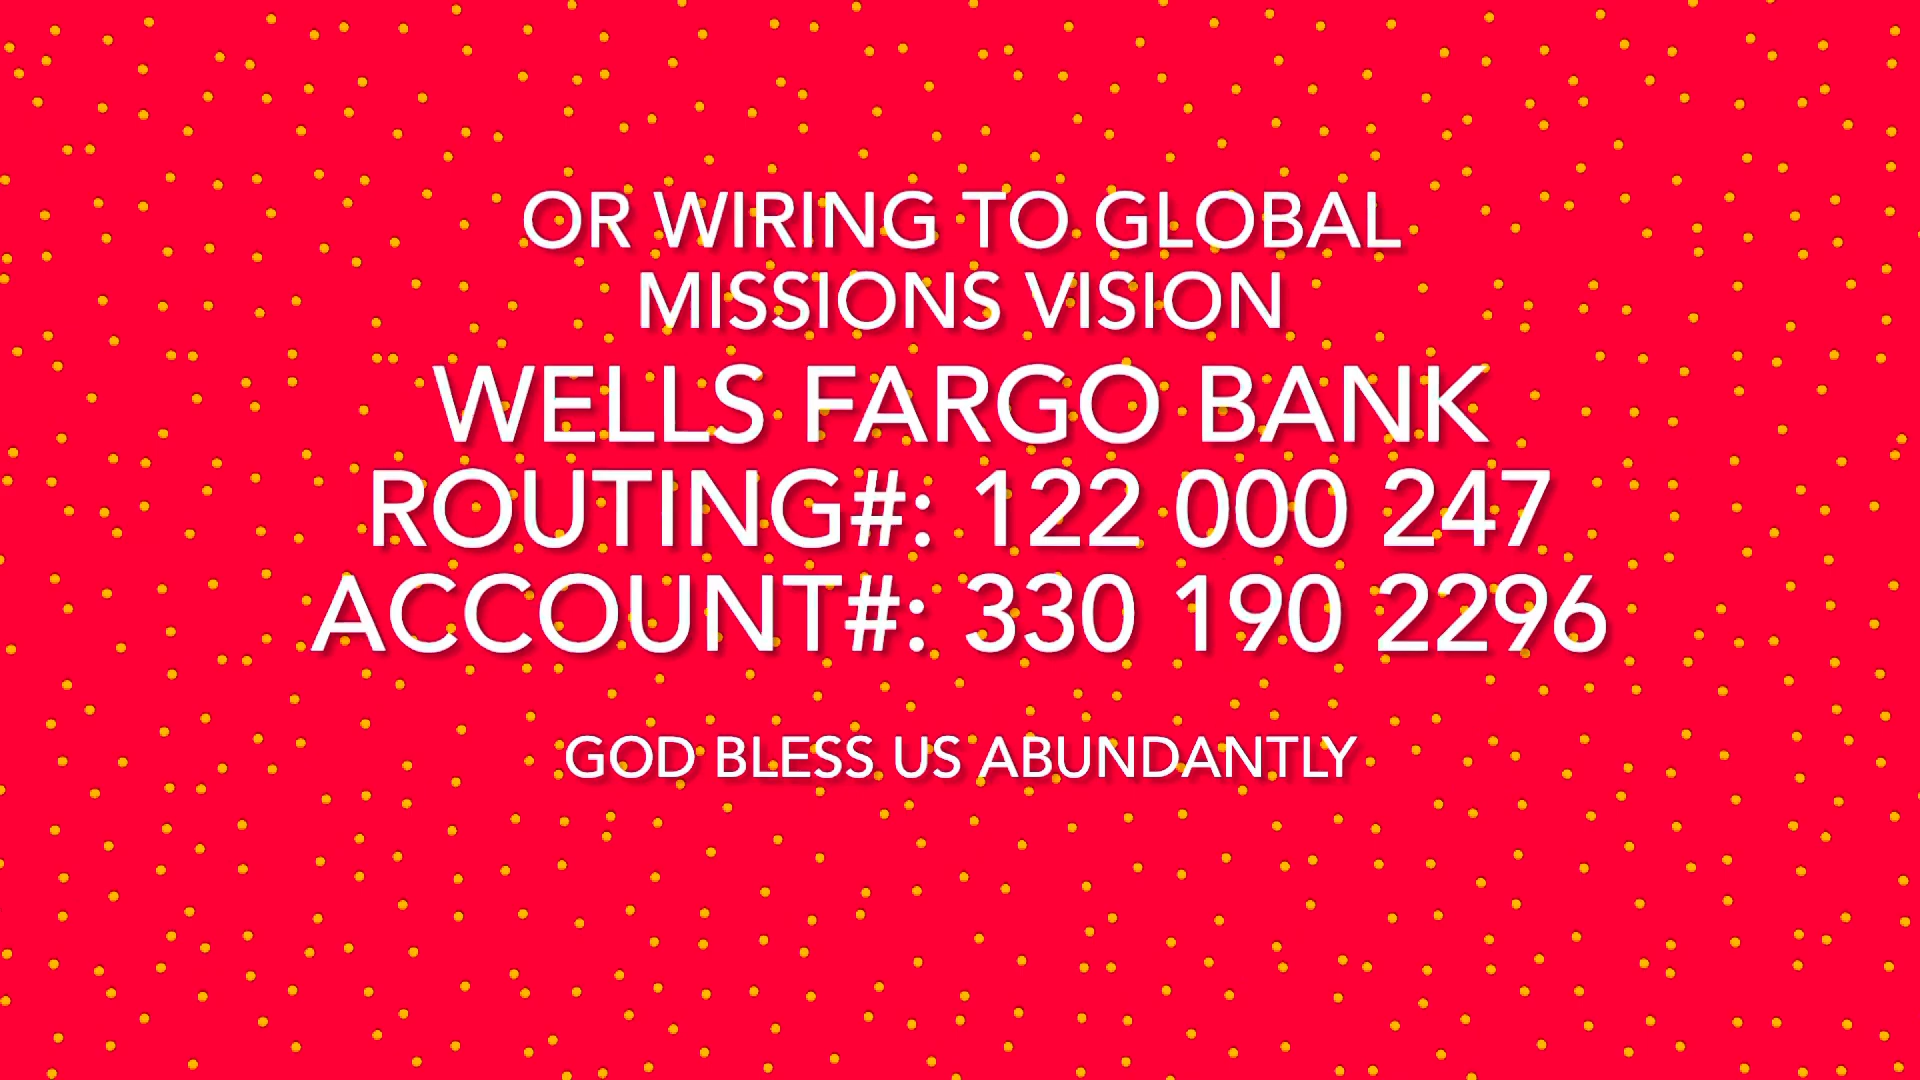 OR WIRING TO GLOBAL
MISSIONS VISION
WELLS FARGO BANK
ROUTING#: 122 000 247
ACCOUNT#: 330 190 2296
GOD BLESS US ABUNDANTLY